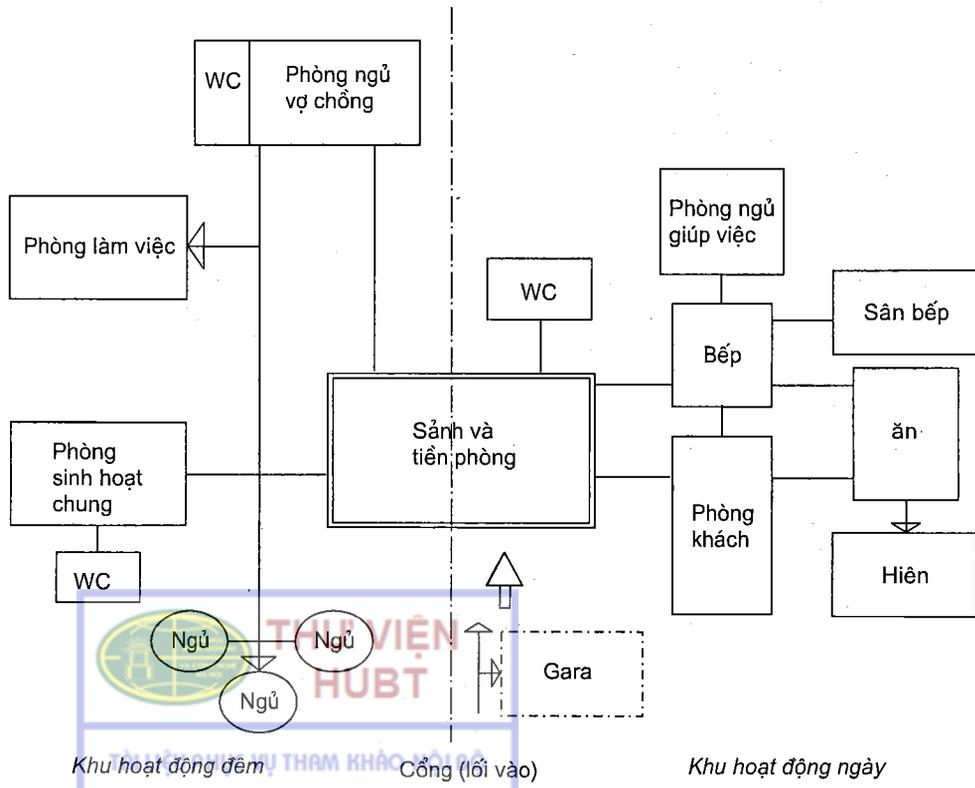 WC
Phòng ngủ
vợ chồng
Phòng làm việc
Phòng ngủ
giúp việc
WC
Sân bếp
Bếp
Sảnh và
tiền phòng
ăn
Phòng
sinh hoạt
chung
Phòng
khách
WC
Hiên
THƯ VIỆN
HUBT
Ngủ
Ngủ
Ngủ
Gara
TÀI LIỆU PHỤC VỤ THAM KHẢO NỘI BỘ
Khu hoạt động đêm
Cổng (lối vào)
Khu hoạt động ngày